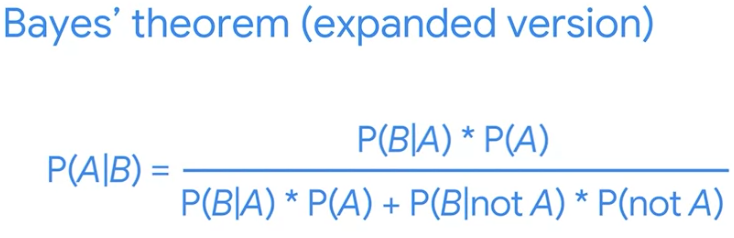 Bayes’ theorem (expanded version)
P(B|A) * P(A)
P(A|B) =
P(B|A) * P(A) + P(B|not A) * P(not A)